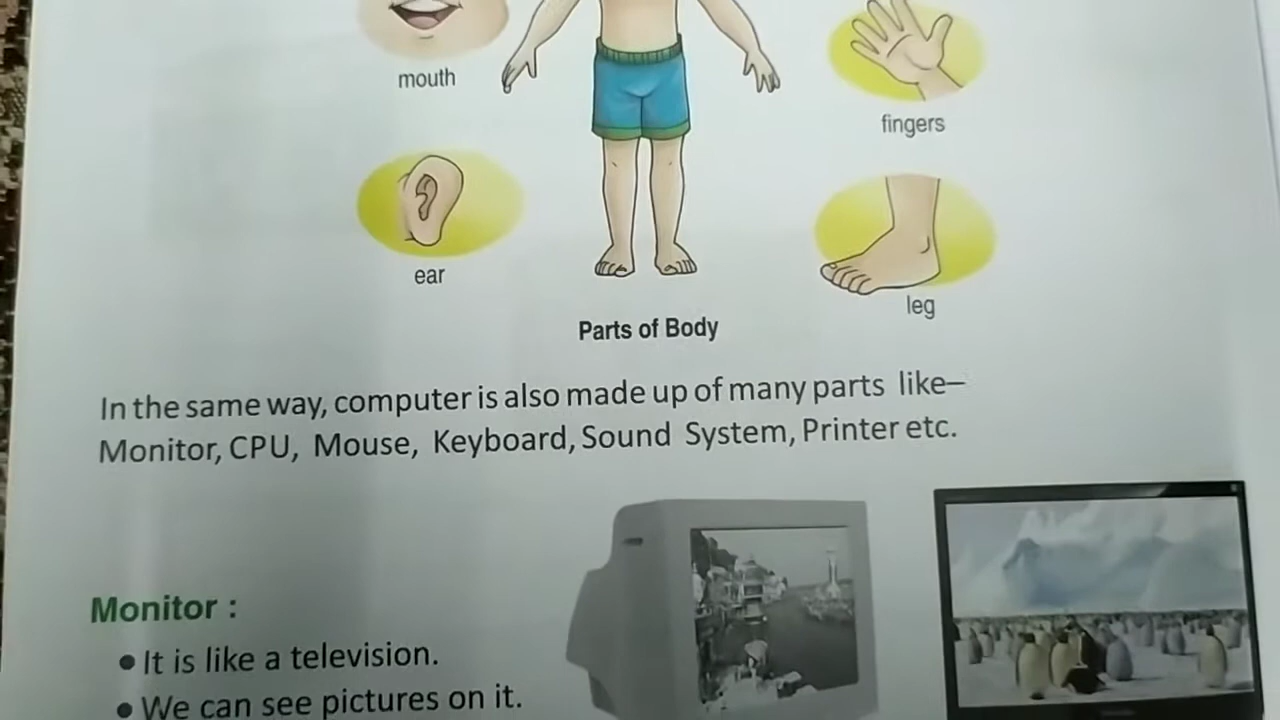 mouth
fingers
ear
leg
Parts of Body
In the same way, computer is also made up of many parts like–
Monitor, CPU, Mouse, Keyboard, Sound System, Printer etc.
Monitor :
● It is like a television.
● We can see pictures on it.